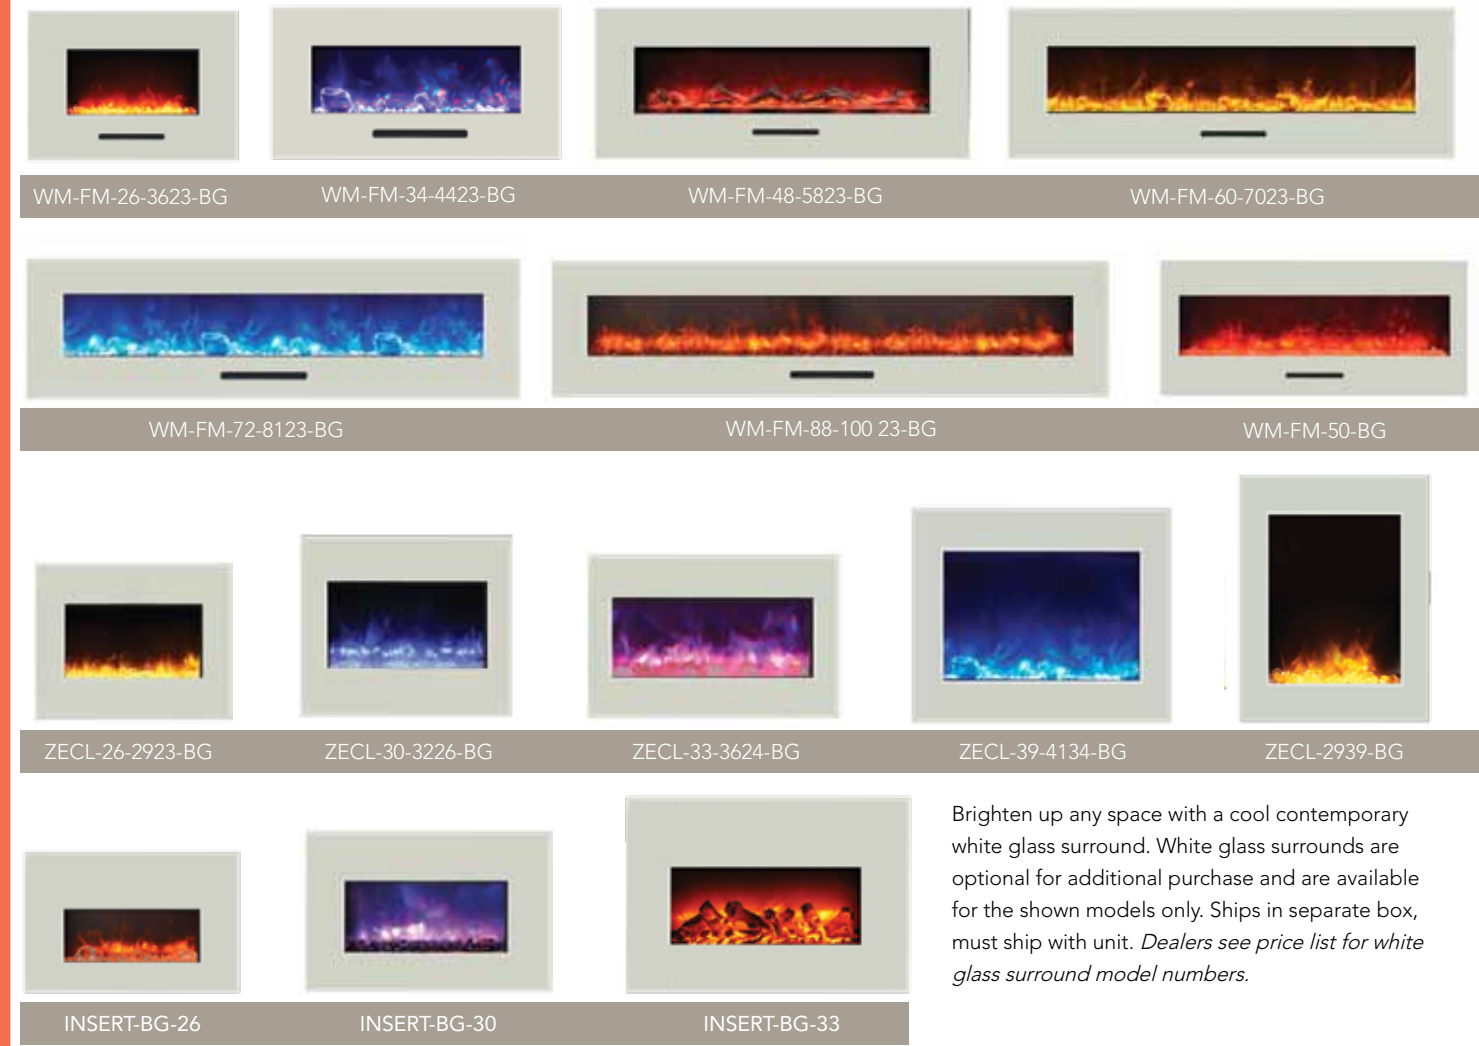 WM-FM-26-3623-BG
WM-FM-34-4423-BG
WM-FM-48-5823-BG
WM-FM-60-7023-BG
WM-FM-72-8123-BG
WM-FM-88-100 23-BG
WM-FM-50-BG
ZECL-26-2923-BG
ZECL-30-3226-BG
ZECL-33-3624-BG
ZECL-39-4134-BG
ZECL-2939-BG
Brighten up any space with a cool contemporary
white glass surround. White glass surrounds are
optional for additional purchase and are available
for the shown models only. Ships in separate box,
must ship with unit. Dealers see price list for white
glass surround model numbers.
INSERT-BG-26
INSERT-BG-30
INSERT-BG-33